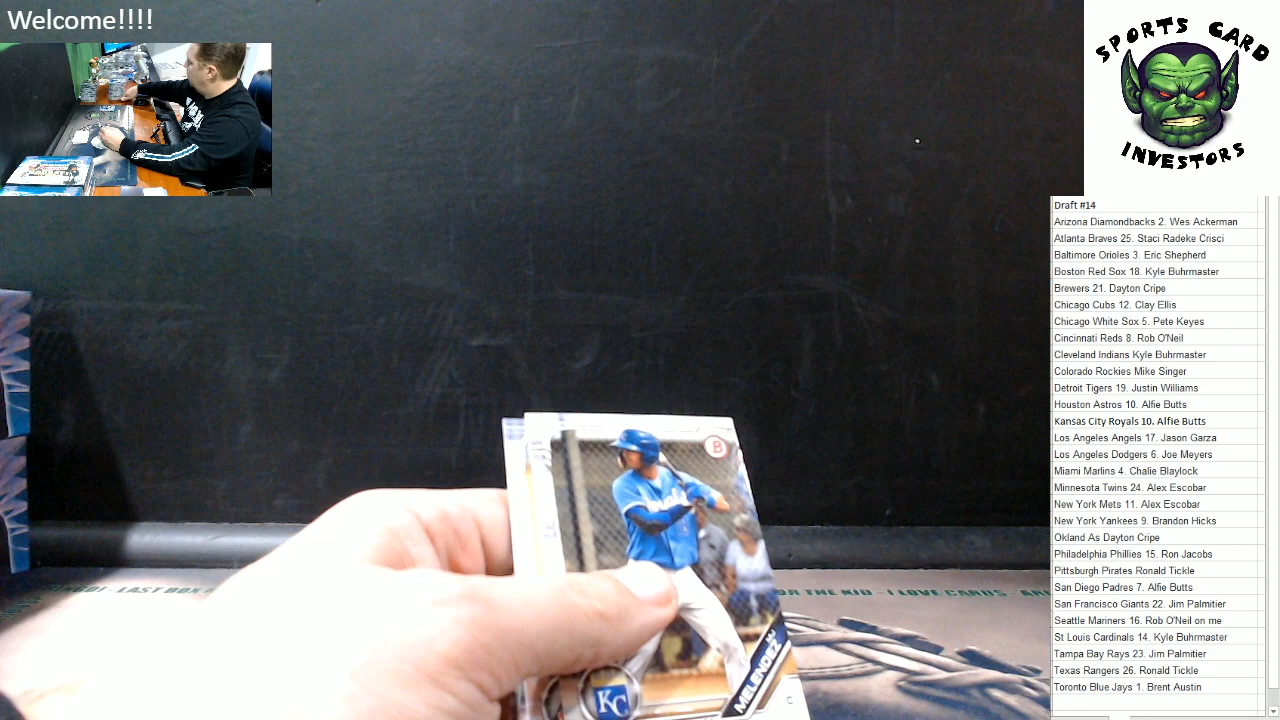 Welcome!!!!
SPORTS CARD
INVESTORS
Draft #14
Arizona Diamondbacks 2. Wes Ackerman
Atlanta Braves 25. Staci Radeke Crisci
Baltimore Orioles 3. Eric Shepherd
Boston Red Sox 18. Kyle Buhrmaster
Brewers 21. Dayton Cripe
Chicago Cubs 12. Clay Ellis
Chicago White Sox 5. Pete Keyes
Cincinnati Reds 8. Rob O'Neil
Cleveland Indians Kyle Buhrmaster
Colorado Rockies Mike Singer
Detroit Tigers 19. Justin Williams
Houston Astros 10. Alfie Butts
Kansas City Royals 10. Alfie Butts
Los Angeles Angels 17. Jason Garza
Los Angeles Dodgers 6. Joe Meyers
Miami Marlins 4. Chalie Blaylock
Minnesota Twins 24. Alex Escobar
New York Mets 11. Alex Escobar
New York Yankees 9. Brandon Hicks
Okland As Dayton Cripe
Philadelphia Phillies 15. Ron Jacobs
Pittsburgh Pirates Ronald Tickle
San Diego Padres 7. Alfie Butts
San Francisco Giants 22. Jim Palmitier
Seattle Mariners 16. Rob O'Neil on me
St Louis Cardinals 14. Kyle Buhrmaster
Tampa Bay Rays 23. Jim Palmitier
Texas Rangers 26. Ronald Tickle
Toronto Blue Jays 1. Brent Austin
B
MELENDEZ
KC
C
- LAST BOX
OR THE KID - I LOVE CARDS -